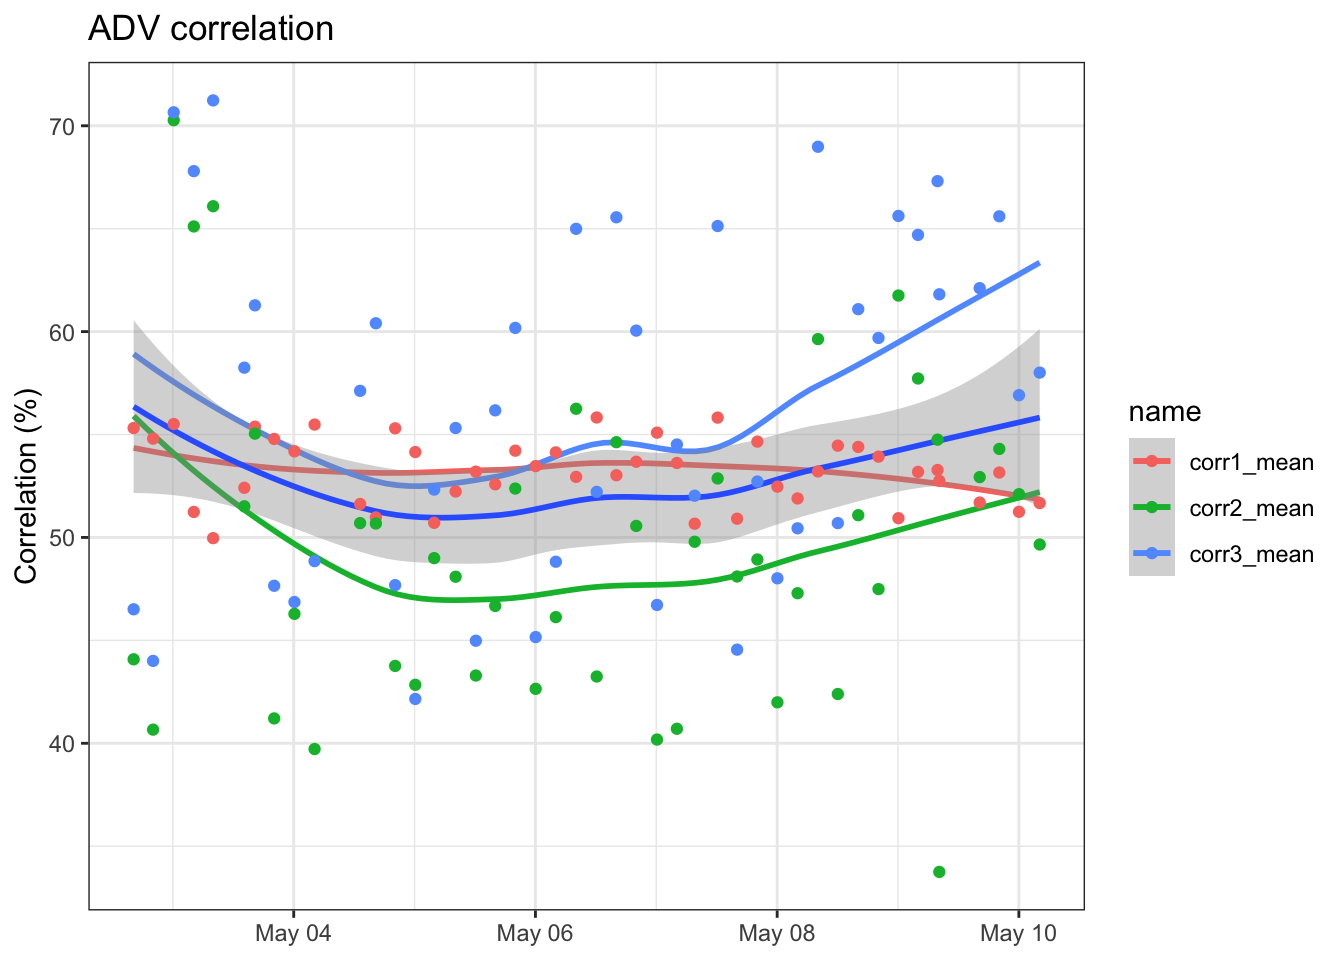 ADV correlation
70
60
50
40
Correlation (%)
May 04
May 06
May 08
May 10
name
corr1_mean
corr2_mean
corr3_mean